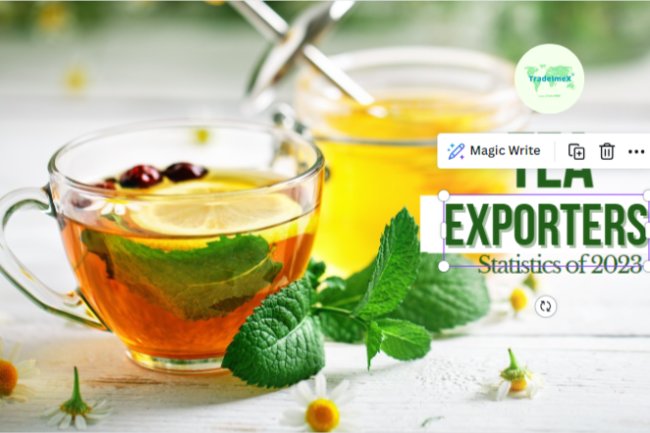 TradeImeX
Magic Write
TEA
EXPORTERS
Statistics of 2023